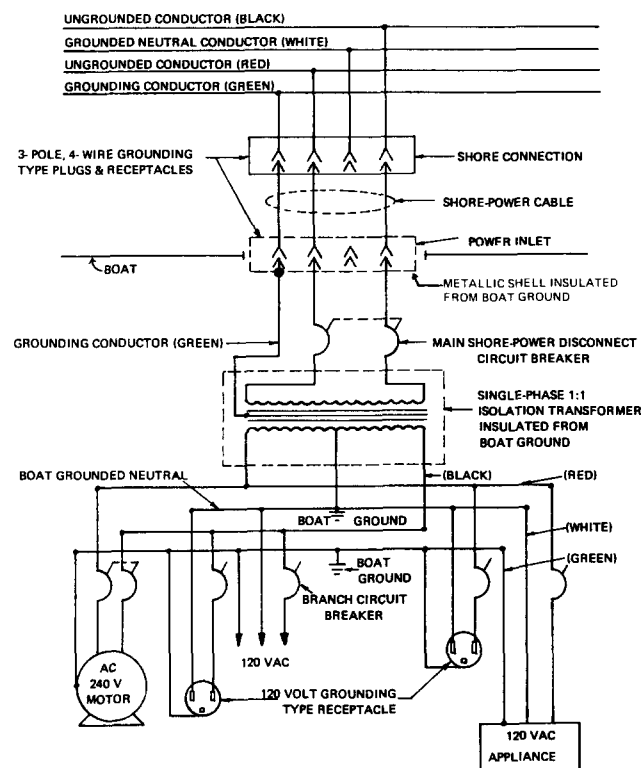 UNGROUNDED CONDUCTOR (BLACK)
GROUNDED NEUTRAL CONDUCTOR (WHITE)
UNGROUNDED CONDUCTOR (RED)
GROUNDING CONDUCTOR (GREEN)
3- POLE, 4- WIRE GROUNDING
TYPE PLUGS & RECEPTACLES
SHORE CONNECTION
SHORE-POWER CABLE
POWER INLET
BOAT
METALLIC SHELL INSULATED
FROM BOAT GROUND
GROUNDING CONDUCTOR (GREEN)
MAIN SHORE-POWER DISCONNECT
CIRCUIT BREAKER
SINGLE-PHASE 1:1
ISOLATION TRANSFORMER
INSULATED FROM
BOAT GROUND
BOAT GROUNDED NEUTRAL
(BLACK)
(RED)
BOAT GROUND
(WHITE)
(GREEN)
BOAT
GROUND
BRANCH CIRCUIT
BREAKER
120 VAC
AC
240 V
MOTOR
120 VOLT GROUNDING
TYPE RECEPTACLE
120 VAC
APPLIANCE